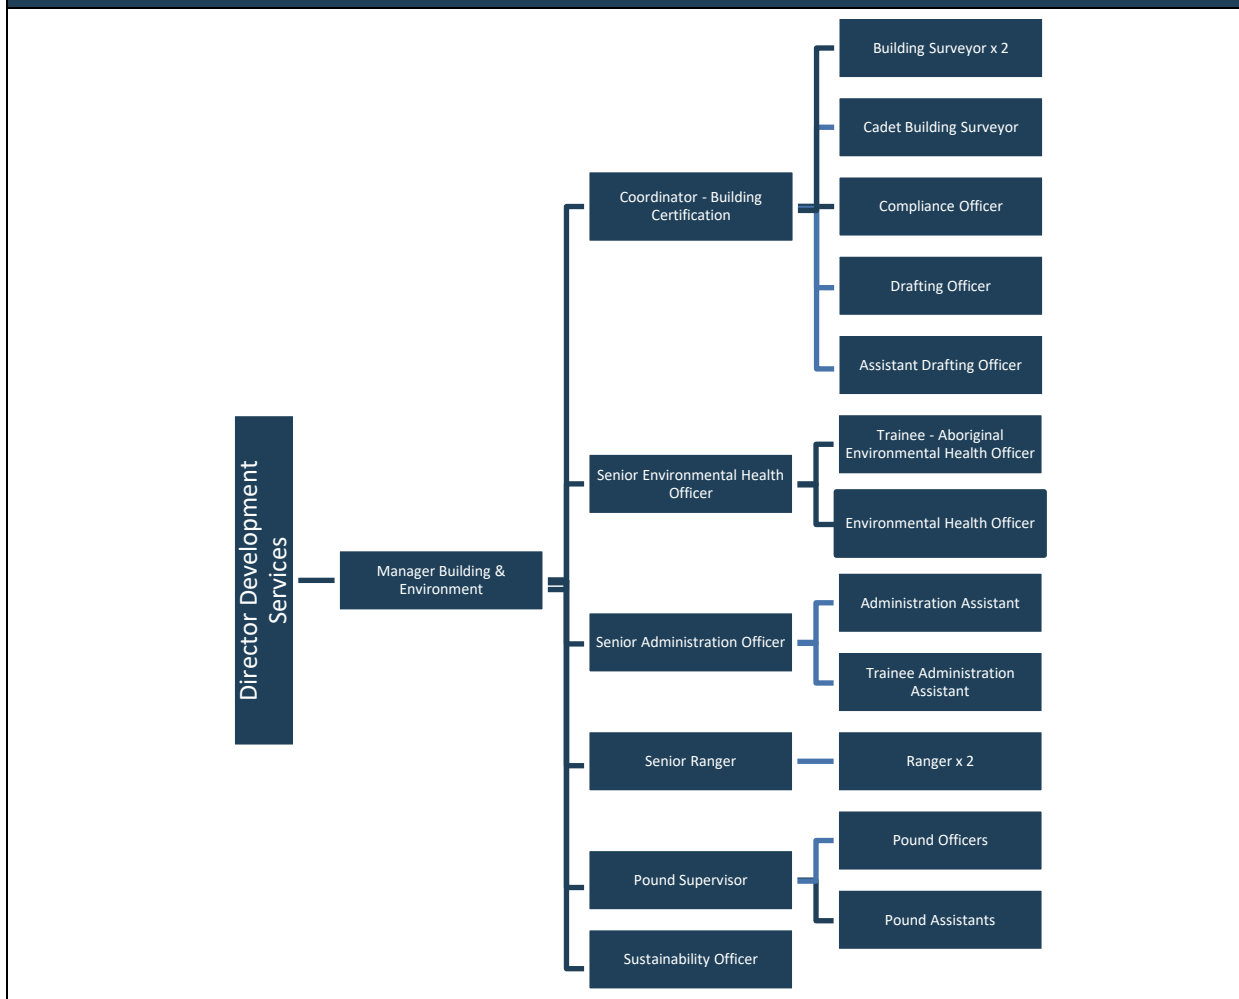 Director Development
Services
Manager Building &
Environment
Coordinator - Building
Certification
Building Surveyor x 2
Cadet Building Surveyor
Compliance Officer
Drafting Officer
Assistant Drafting Officer
Senior Environmental Health
Officer
Trainee - Aboriginal
Environmental Health Officer
Environmental Health Officer
Senior Administration Officer
Administration Assistant
Trainee Administration
Assistant
Senior Ranger
Ranger x 2
Pound Supervisor
Pound Officers
Pound Assistants
Sustainability Officer